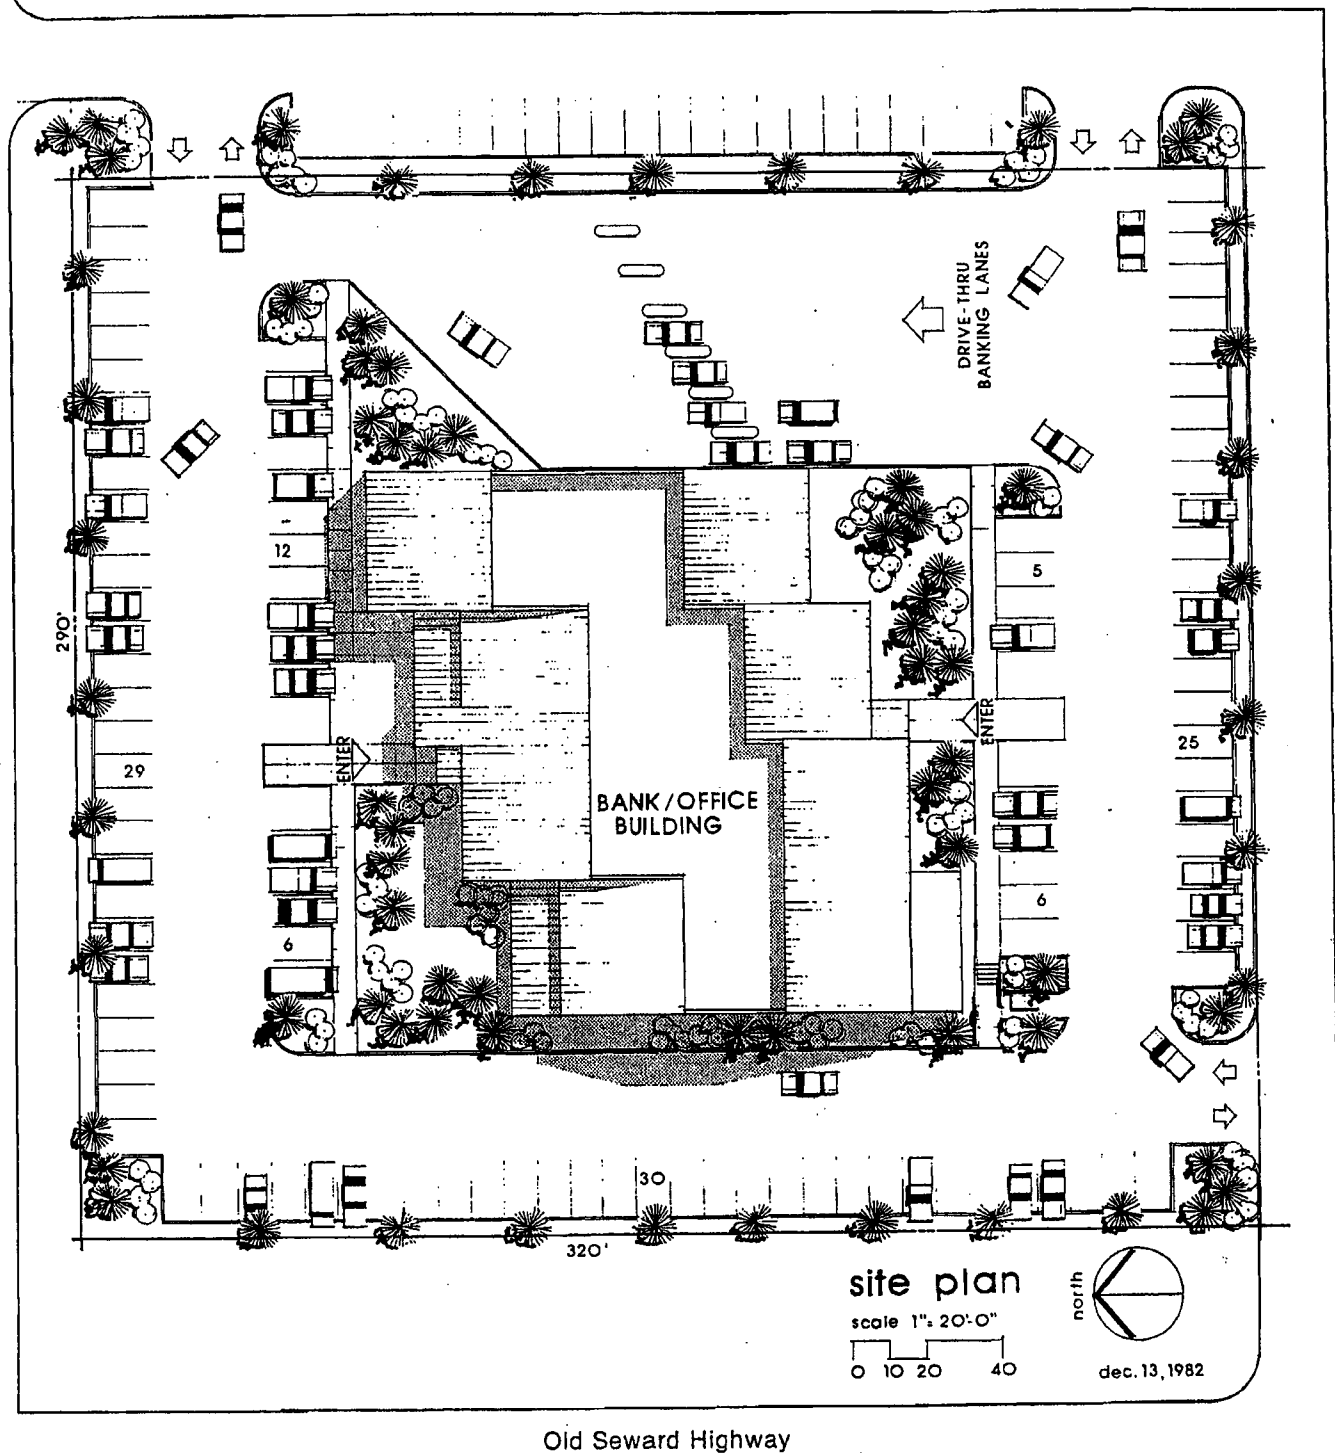 DRIVE-THRU
BANKING LANES
12
5
290'
ENTER
ENTER
29
25
BANK/OFFICE
BUILDING
6
6
30
320'
site plan
north
scale 1"= 20'-0"
0 10 20 40
dec. 13, 1982
Old Seward Highway